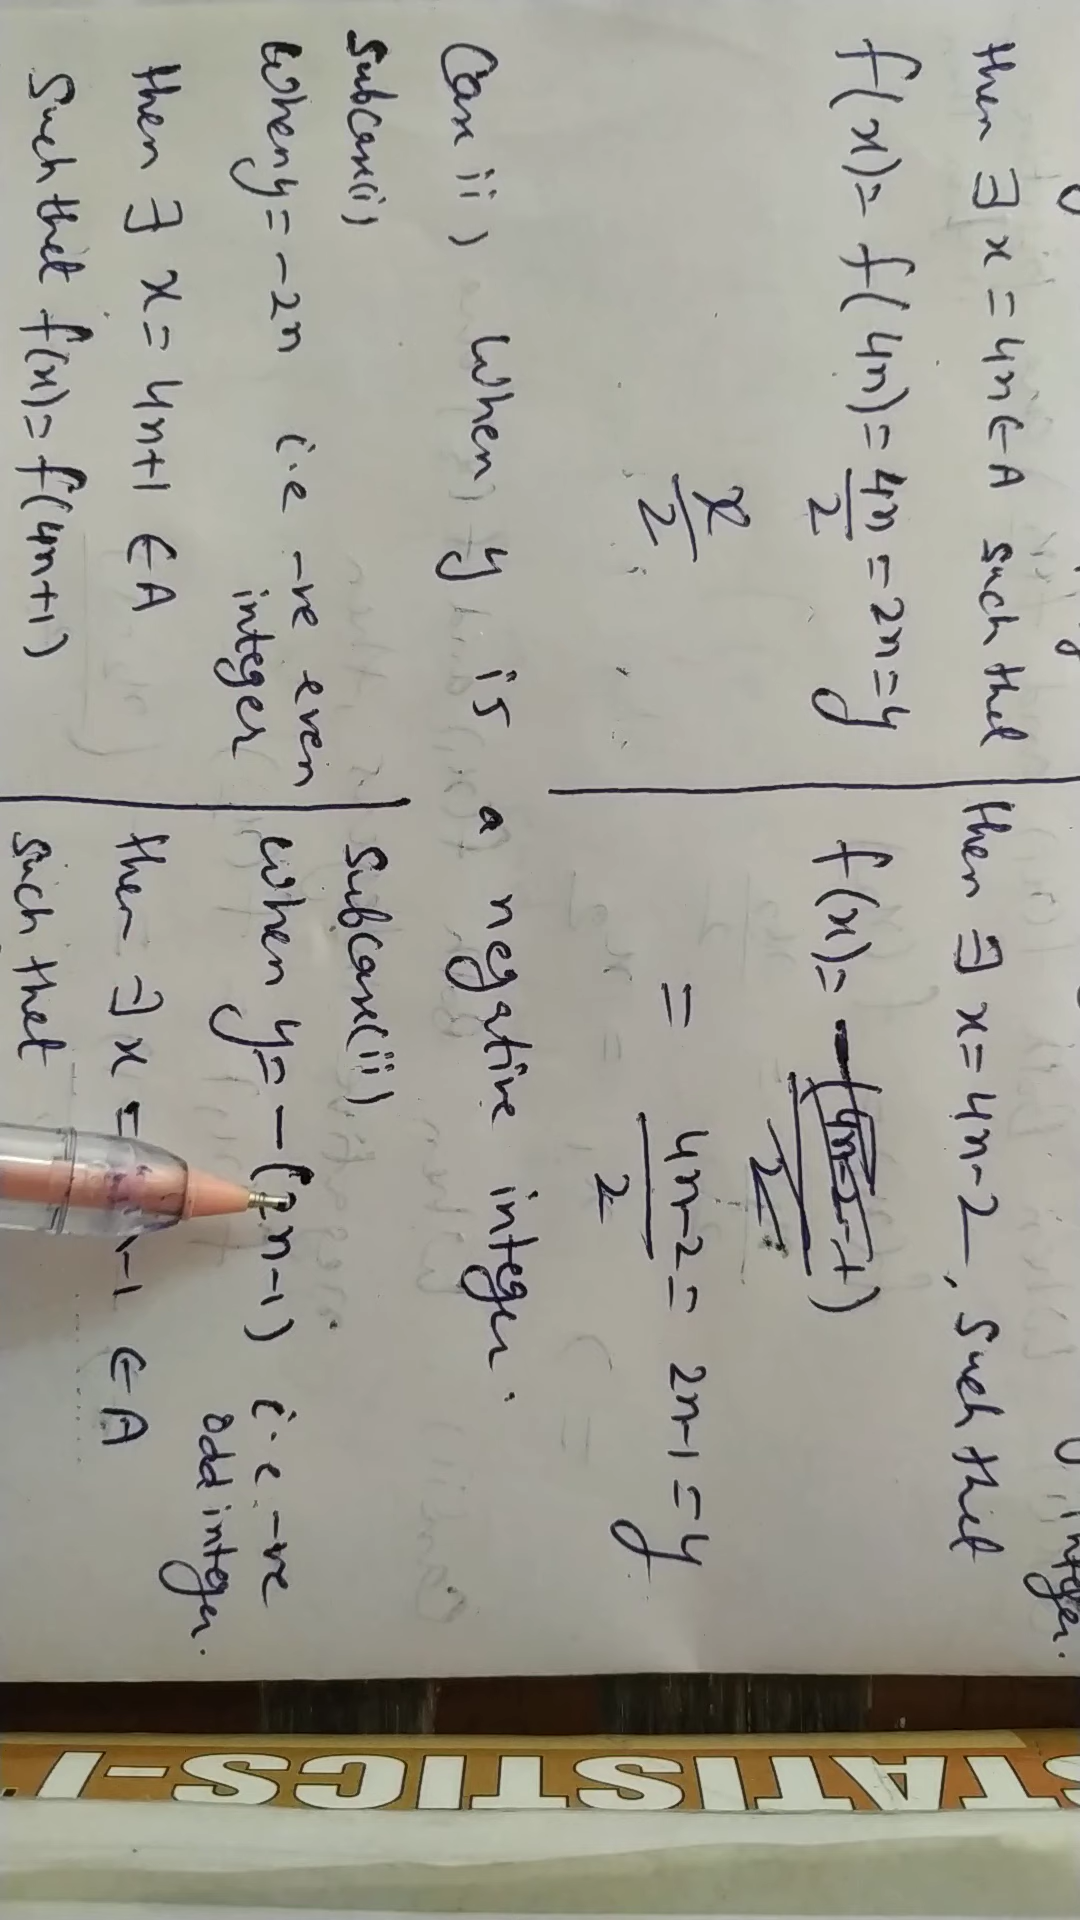 integer.
then ∃ x = 4n ∈ A such that
f(x) = f(4n) = 4n/2 = 2n = y
x/2
then ∃ x = 4n-2, such that
f(x) =
= 4n-2/2 = 2n-1 = y
Case ii) when y is a negative integer.
Subcase(i)
when y = -2n i.e -ve even
integer
then ∃ x = 4n+1 ∈ A
Such that f(x) = f(4n+1)
Subcase(ii)
when y = -(2n-1) i.e -ve
odd integer.
then ∃ x = -1 ∈ A
such that
STATISTICS-1